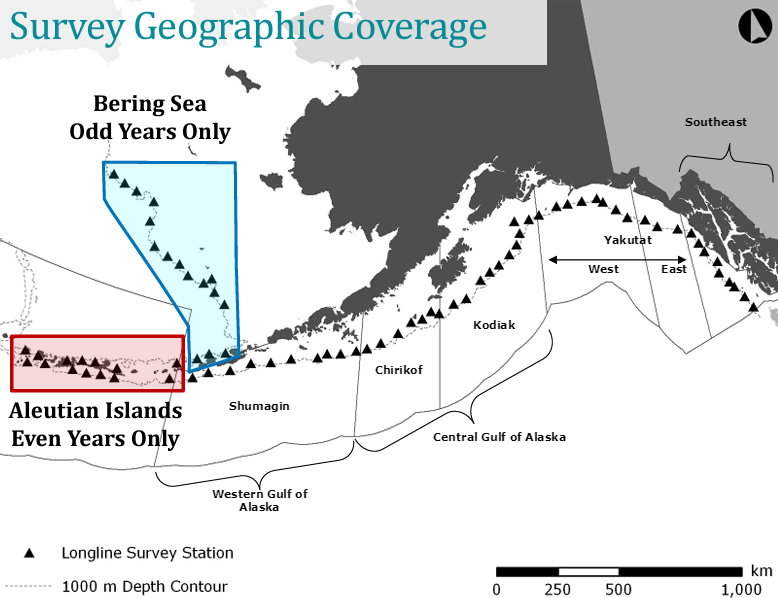 Survey Geographic Coverage
Bering Sea
Odd Years Only
Southeast
Yakutat
West
East
Kodiak
Chirikof
Shumagin
Aleutian Islands
Even Years Only
Central Gulf of Alaska
Western Gulf of
Alaska
Longline Survey Station
1000 m Depth Contour
km
0 250 500 1,000